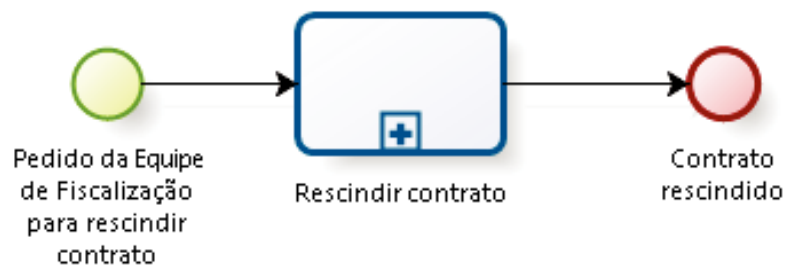 Pedido da Equipe
de Fiscalização
para rescindir
contrato
Rescindir contrato
Contrato
rescindido